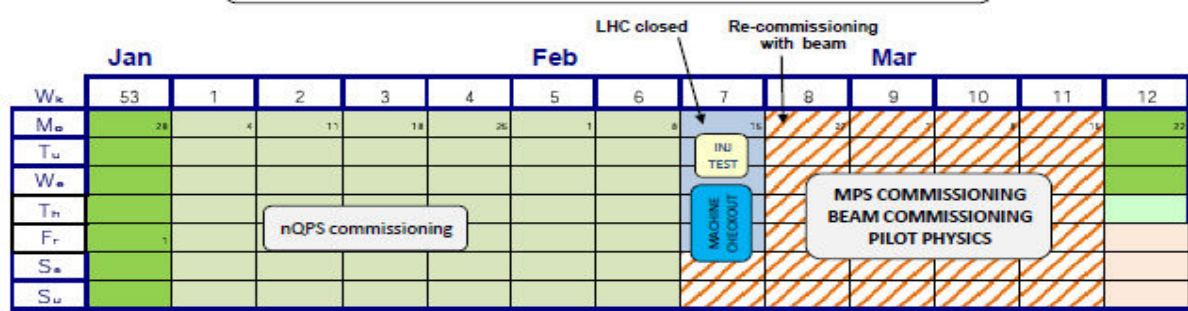 LHC closed
Re-commissioning
with beam
Jan Feb Mar
Wk 53 1 2 3 4 5 6 7 8 9 10 11 12
Mo 28 4 11 18 25 1 8 15 8 15 22
Tu
We
Th
Fr 1
Sa
Su
INJ
TEST
MACHINE
CHECKOUT
nQPS commissioning
MPS COMMISSIONING
BEAM COMMISSIONING
PILOT PHYSICS